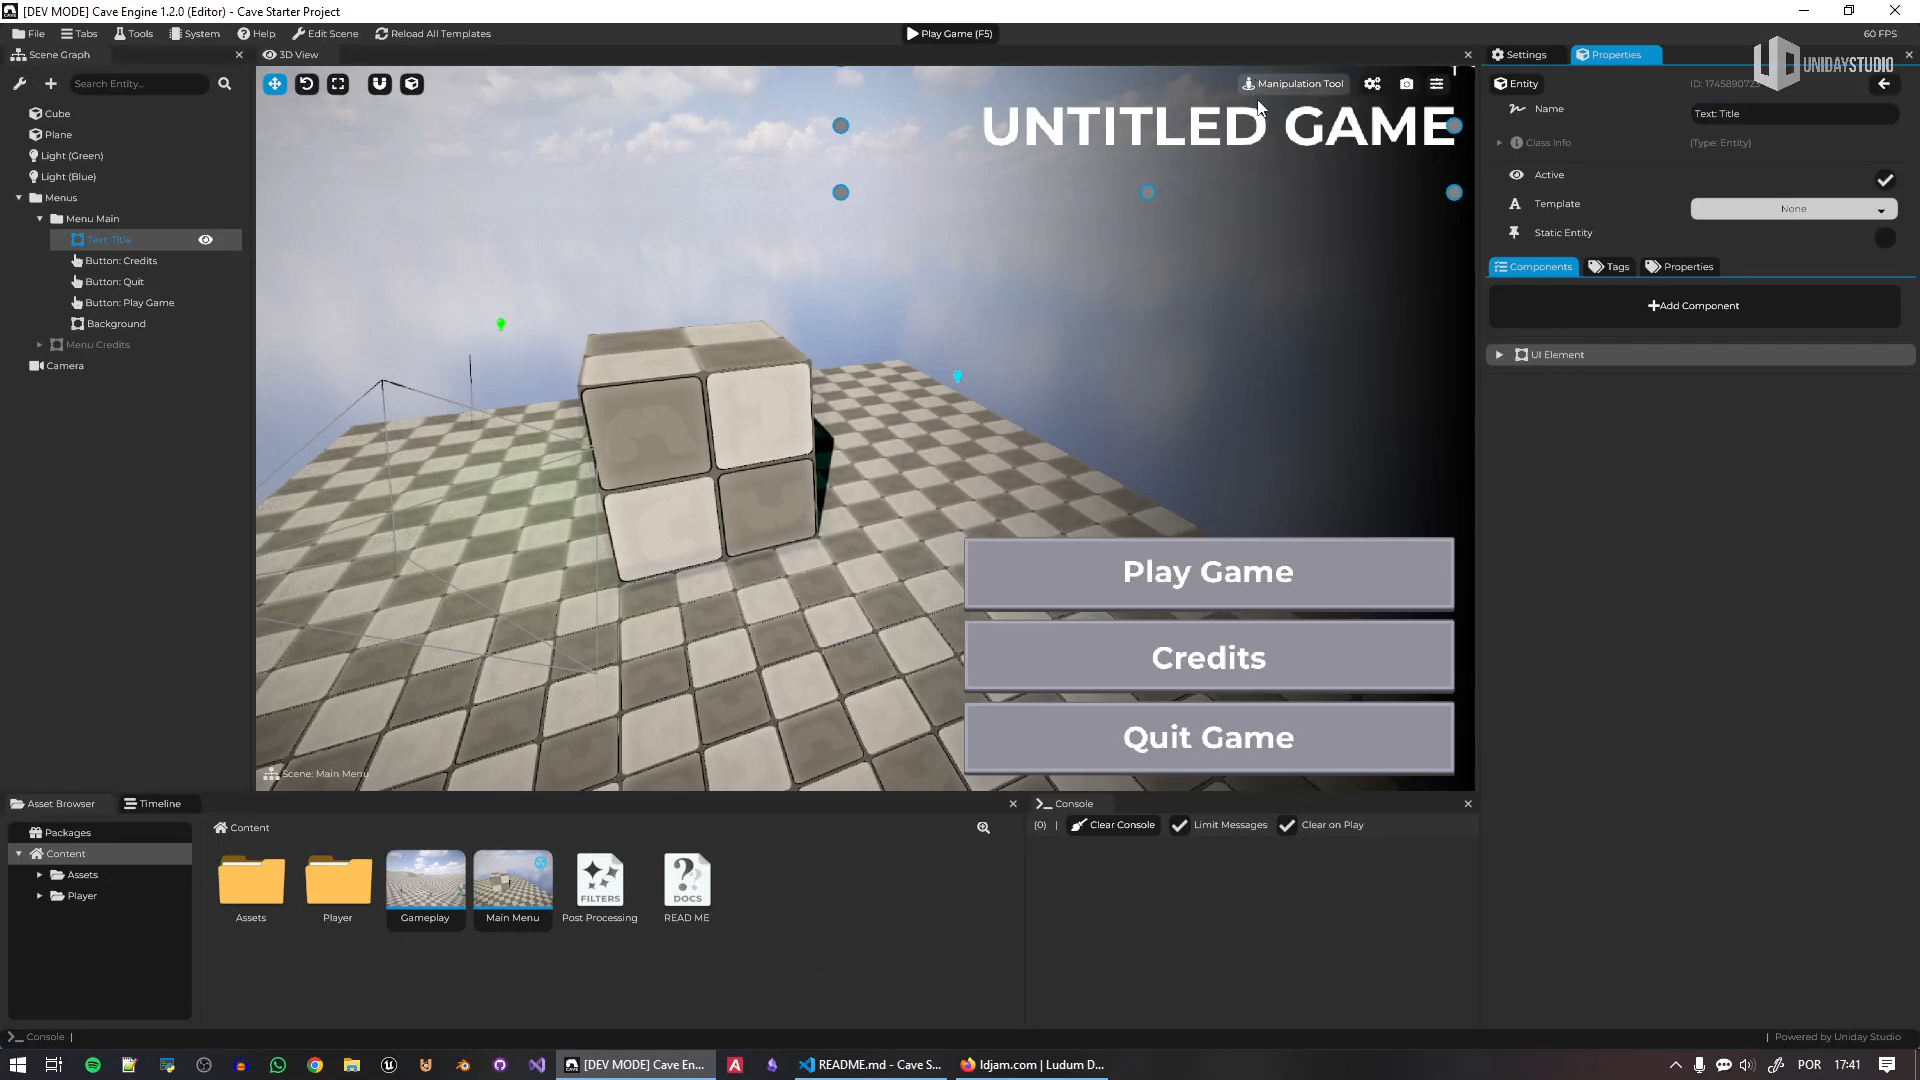 [DEV MODE] Cave Engine 1.2.0 (Editor) - Cave Starter Project
File Tabs Tools System Help Edit Scene Reload All Templates
Play Game (F5)
60 FPS
Scene Graph
3D View
Settings Properties
UNIDAYSTUDIO
Search Entity...
Manipulation Tool
Entity
Name Text: Title
Class Info (Type: Entity)
Active
Template None
Static Entity
Components Tags Properties
Add Component
UI Element
Cube
Plane
Light (Green)
Light (Blue)
Menus
Menu Main
Text: Title
Button: Credits
Button: Quit
Button: Play Game
Background
Menu Credits
Camera
UNTITLED GAME
Play Game
Credits
Quit Game
Scene: Main Menu
Asset Browser Timeline
Packages
Content
Assets
Player
Content
FILTERS
DOCS
Assets
Player
Gameplay
Main Menu
Post Processing
READ ME
Console
(0) | Clear Console Limit Messages Clear on Play
Console |
| Powered by Uniday Studio
[DEV MODE] Cave En...
README.md - Cave S...
ldjam.com | Ludum D...
POR 17:41